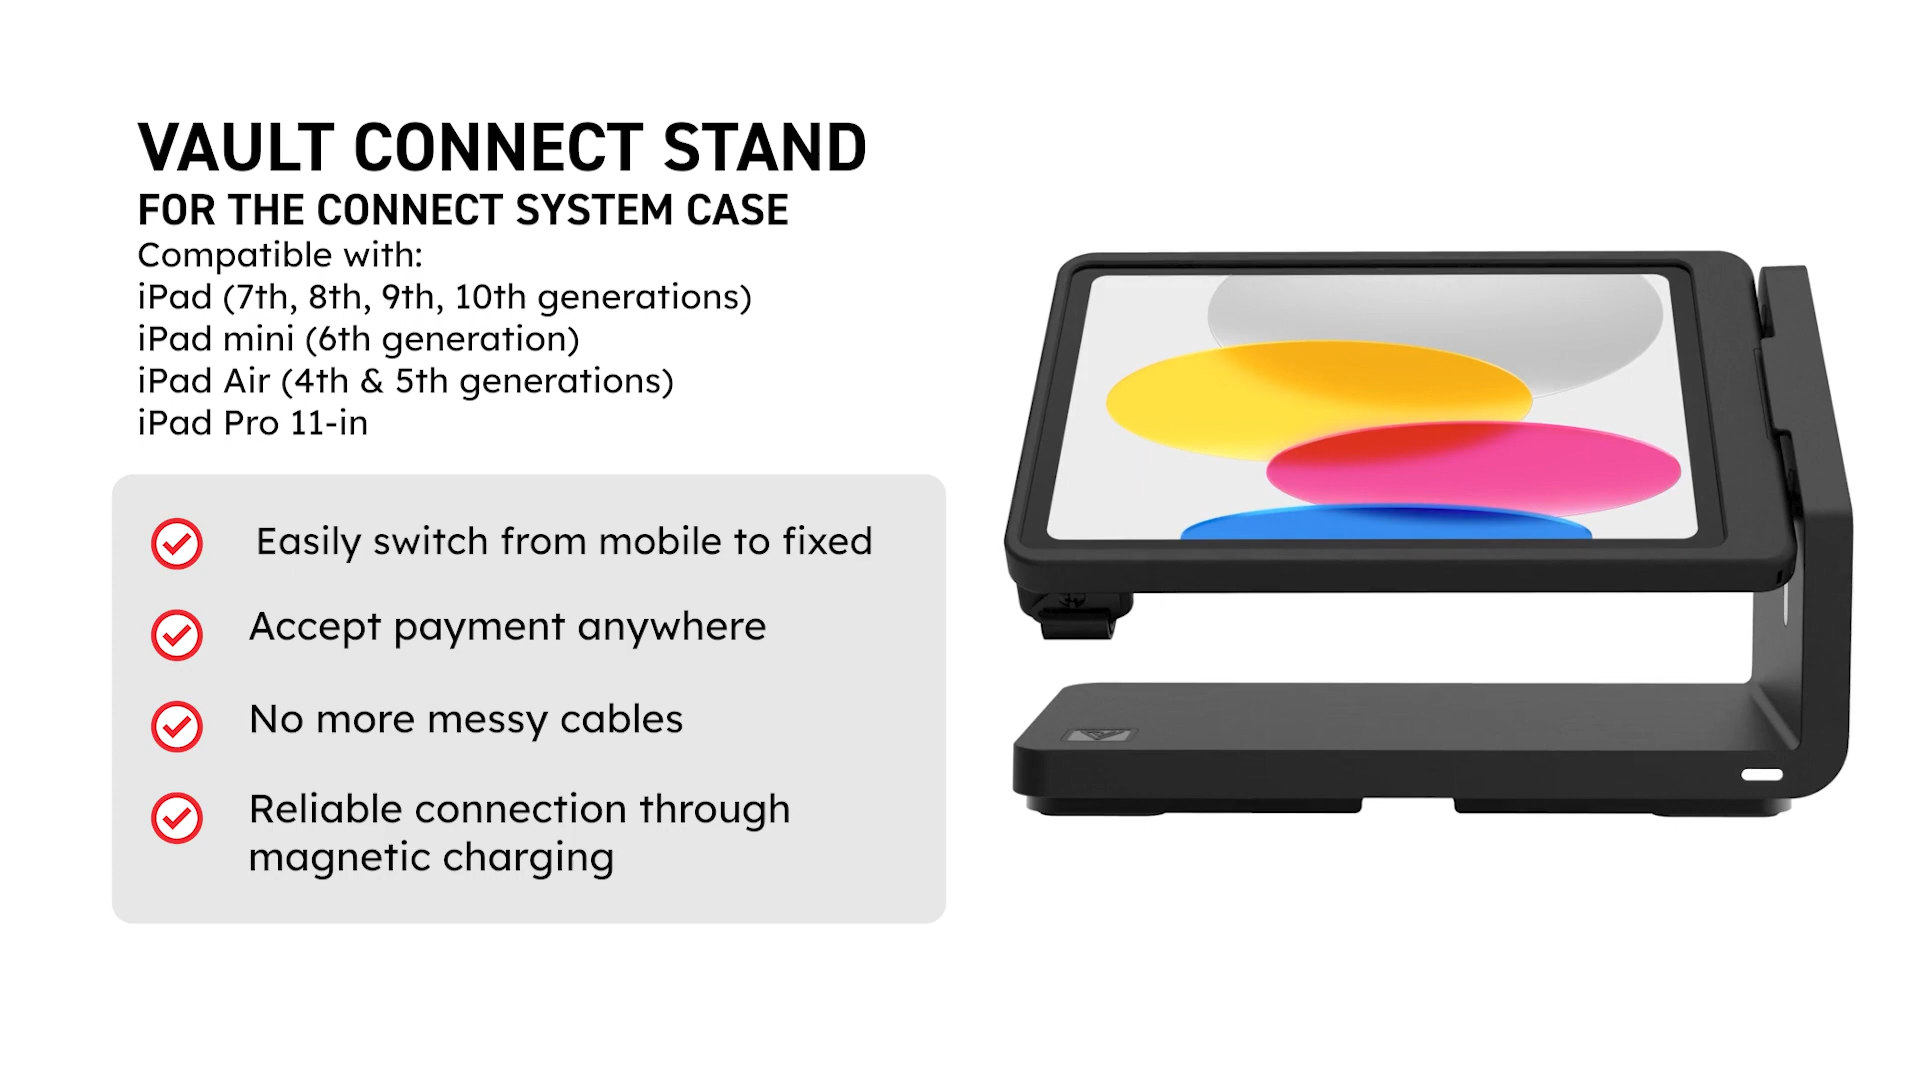 VAULT CONNECT STAND
FOR THE CONNECT SYSTEM CASE
Compatible with:
iPad (7th, 8th, 9th, 10th generations)
iPad mini (6th generation)
iPad Air (4th & 5th generations)
iPad Pro 11-in
Easily switch from mobile to fixed
Accept payment anywhere
No more messy cables
Reliable connection through
magnetic charging